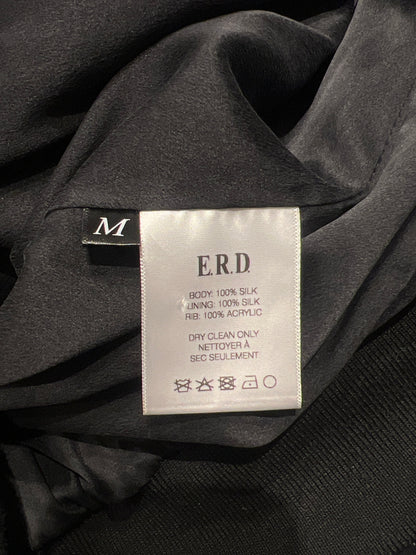 M
E.R.D.
BODY: 100% SILK
LINING: 100% SILK
RIB: 100% ACRYLIC
DRY CLEAN ONLY
NETTOYER À
SEC SEULEMENT